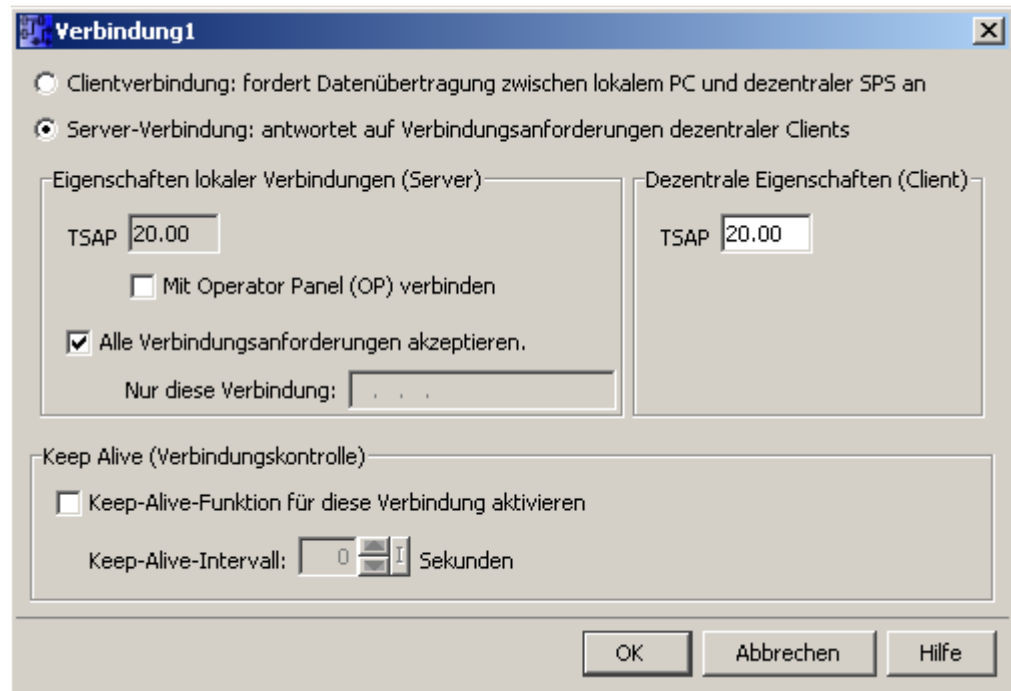 Verbindung1
Clientverbindung: fordert Datenübertragung zwischen lokalem PC und dezentraler SPS an
Server-Verbindung: antwortet auf Verbindungsanforderungen dezentraler Clients
Eigenschaften lokaler Verbindungen (Server)
TSAP 20.00
Mit Operator Panel (OP) verbinden
Alle Verbindungsanforderungen akzeptieren.
Nur diese Verbindung: . . .
Dezentrale Eigenschaften (Client)
TSAP 20.00
Keep Alive (Verbindungskontrolle)
Keep-Alive-Funktion für diese Verbindung aktivieren
Keep-Alive-Intervall: 0 Sekunden
OK Abbrechen Hilfe